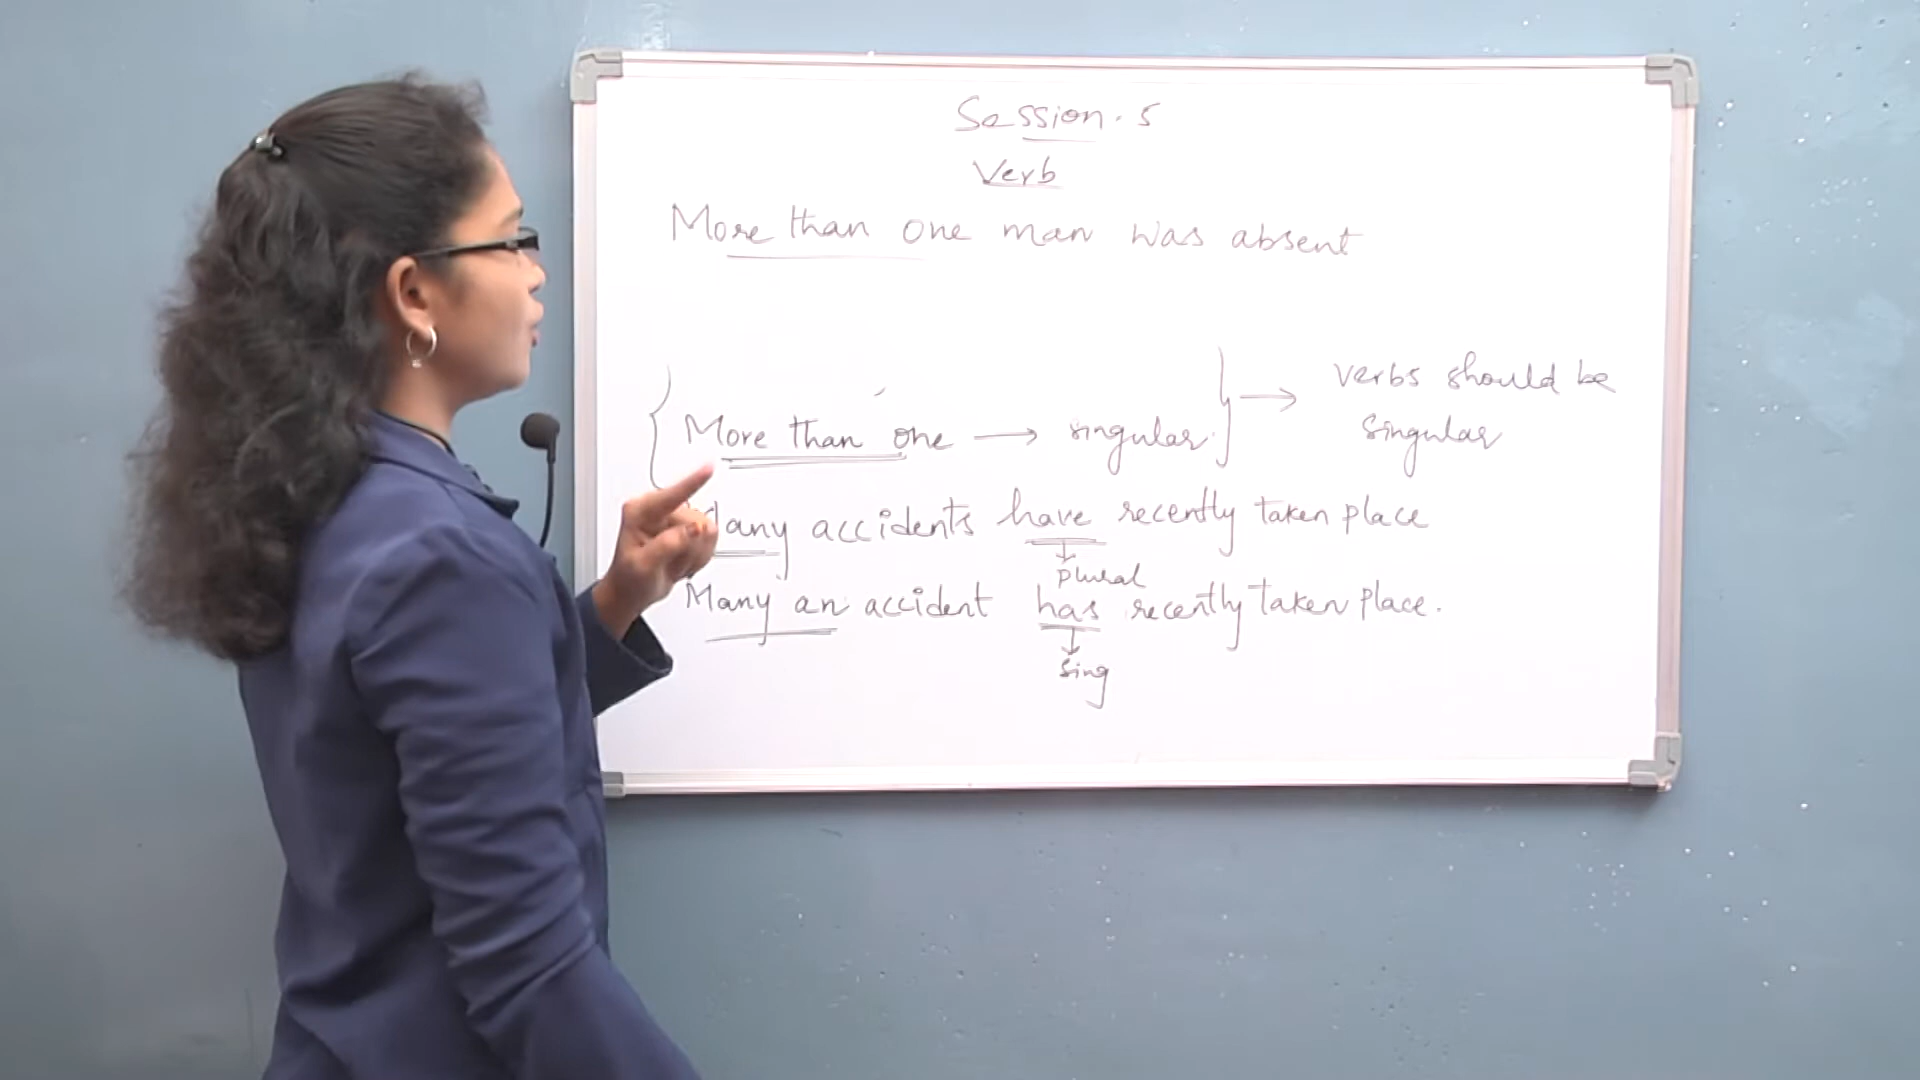 Session. 5
Verb
More than one man was absent
{ More than one → singular } → verbs should be
singular
Many accidents have recently taken place
plural
Many an accident has recently taken place.
sing